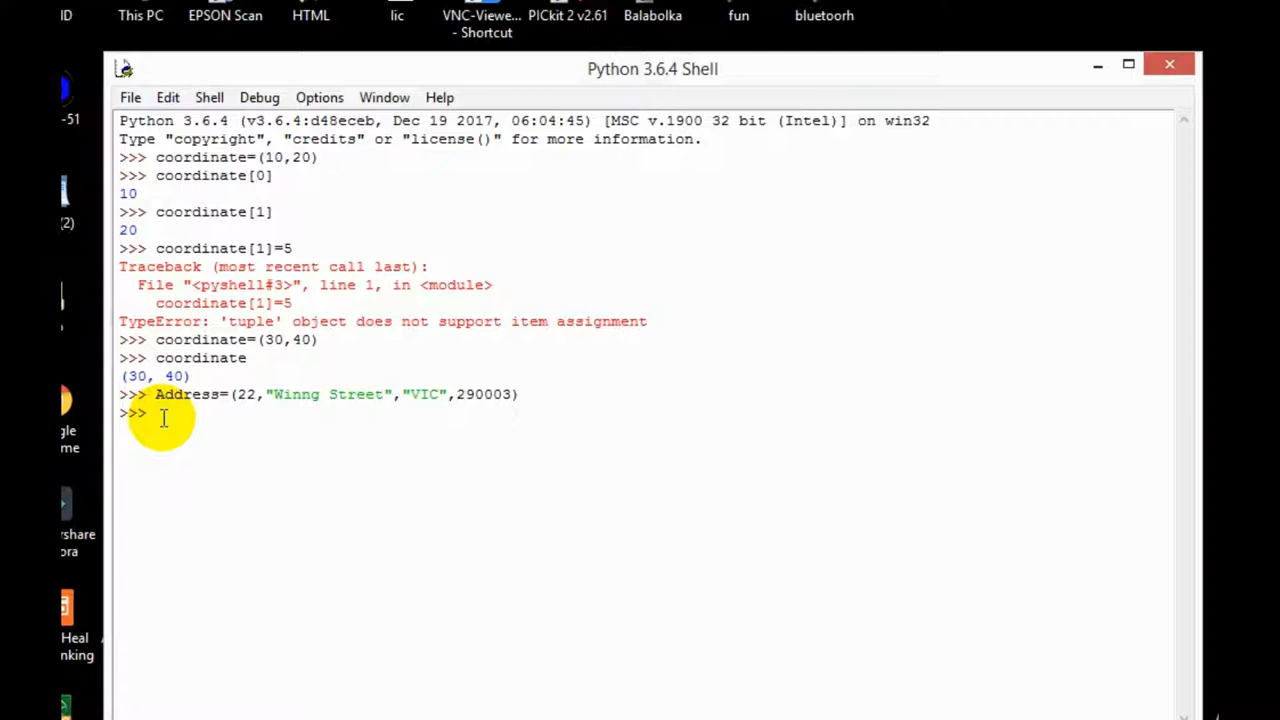 ID
This PC
EPSON Scan
HTML
lic
VNC-Viewe...
- Shortcut
PICkit 2 v2.61
Balabolka
fun
bluetoorh
Python 3.6.4 Shell
File Edit Shell Debug Options Window Help
Python 3.6.4 (v3.6.4:d48eceb, Dec 19 2017, 06:04:45) [MSC v.1900 32 bit (Intel)] on win32
Type "copyright", "credits" or "license()" for more information.
>>> coordinate=(10,20)
>>> coordinate[0]
10
>>> coordinate[1]
20
>>> coordinate[1]=5
Traceback (most recent call last):
File "<pyshell#3>", line 1, in <module>
coordinate[1]=5
TypeError: 'tuple' object does not support item assignment
>>> coordinate=(30,40)
>>> coordinate
(30, 40)
>>> Address=(22,"Winng Street","VIC",290003)
>>>
-51
(2)
gle
me
rshare
ora
Heal
nking